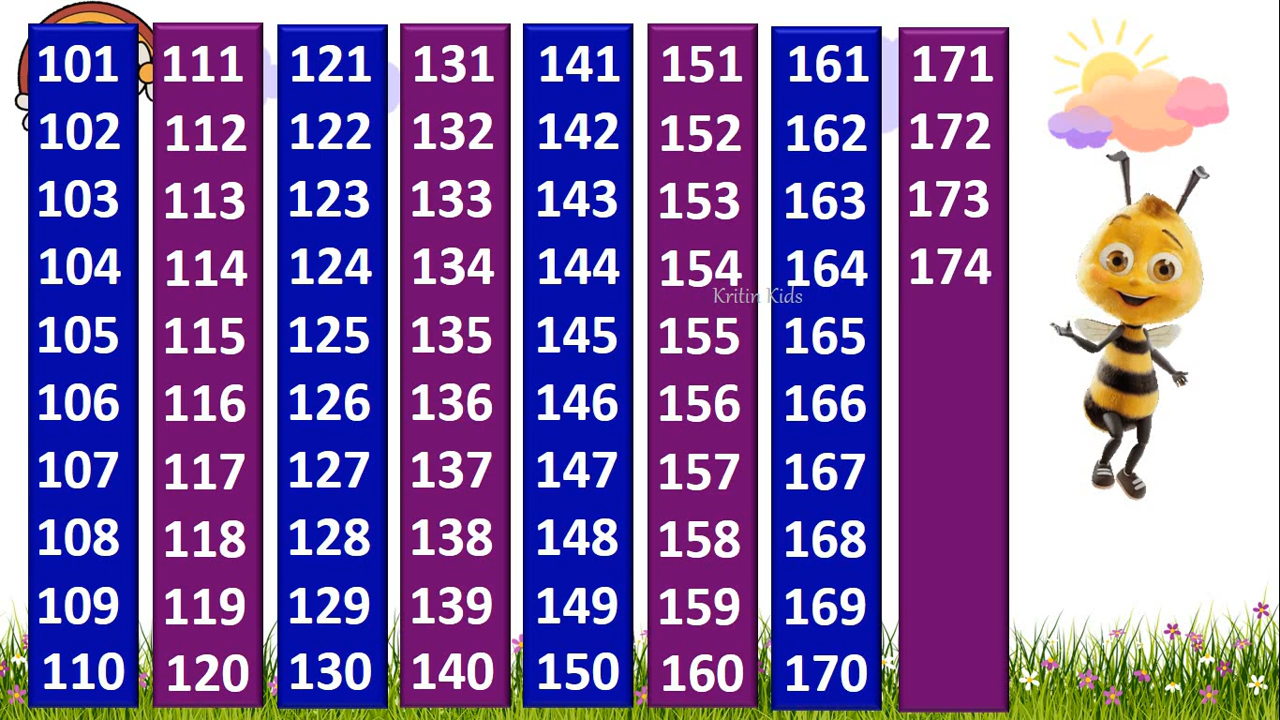 101 111 121 131 141 151 161 171
102 112 122 132 142 152 162 172
103 113 123 133 143 153 163 173
104 114 124 134 144 154 164 174
Kritin Kids
105 115 125 135 145 155 165
106 116 126 136 146 156 166
107 117 127 137 147 157 167
108 118 128 138 148 158 168
109 119 129 139 149 159 169
110 120 130 140 150 160 170